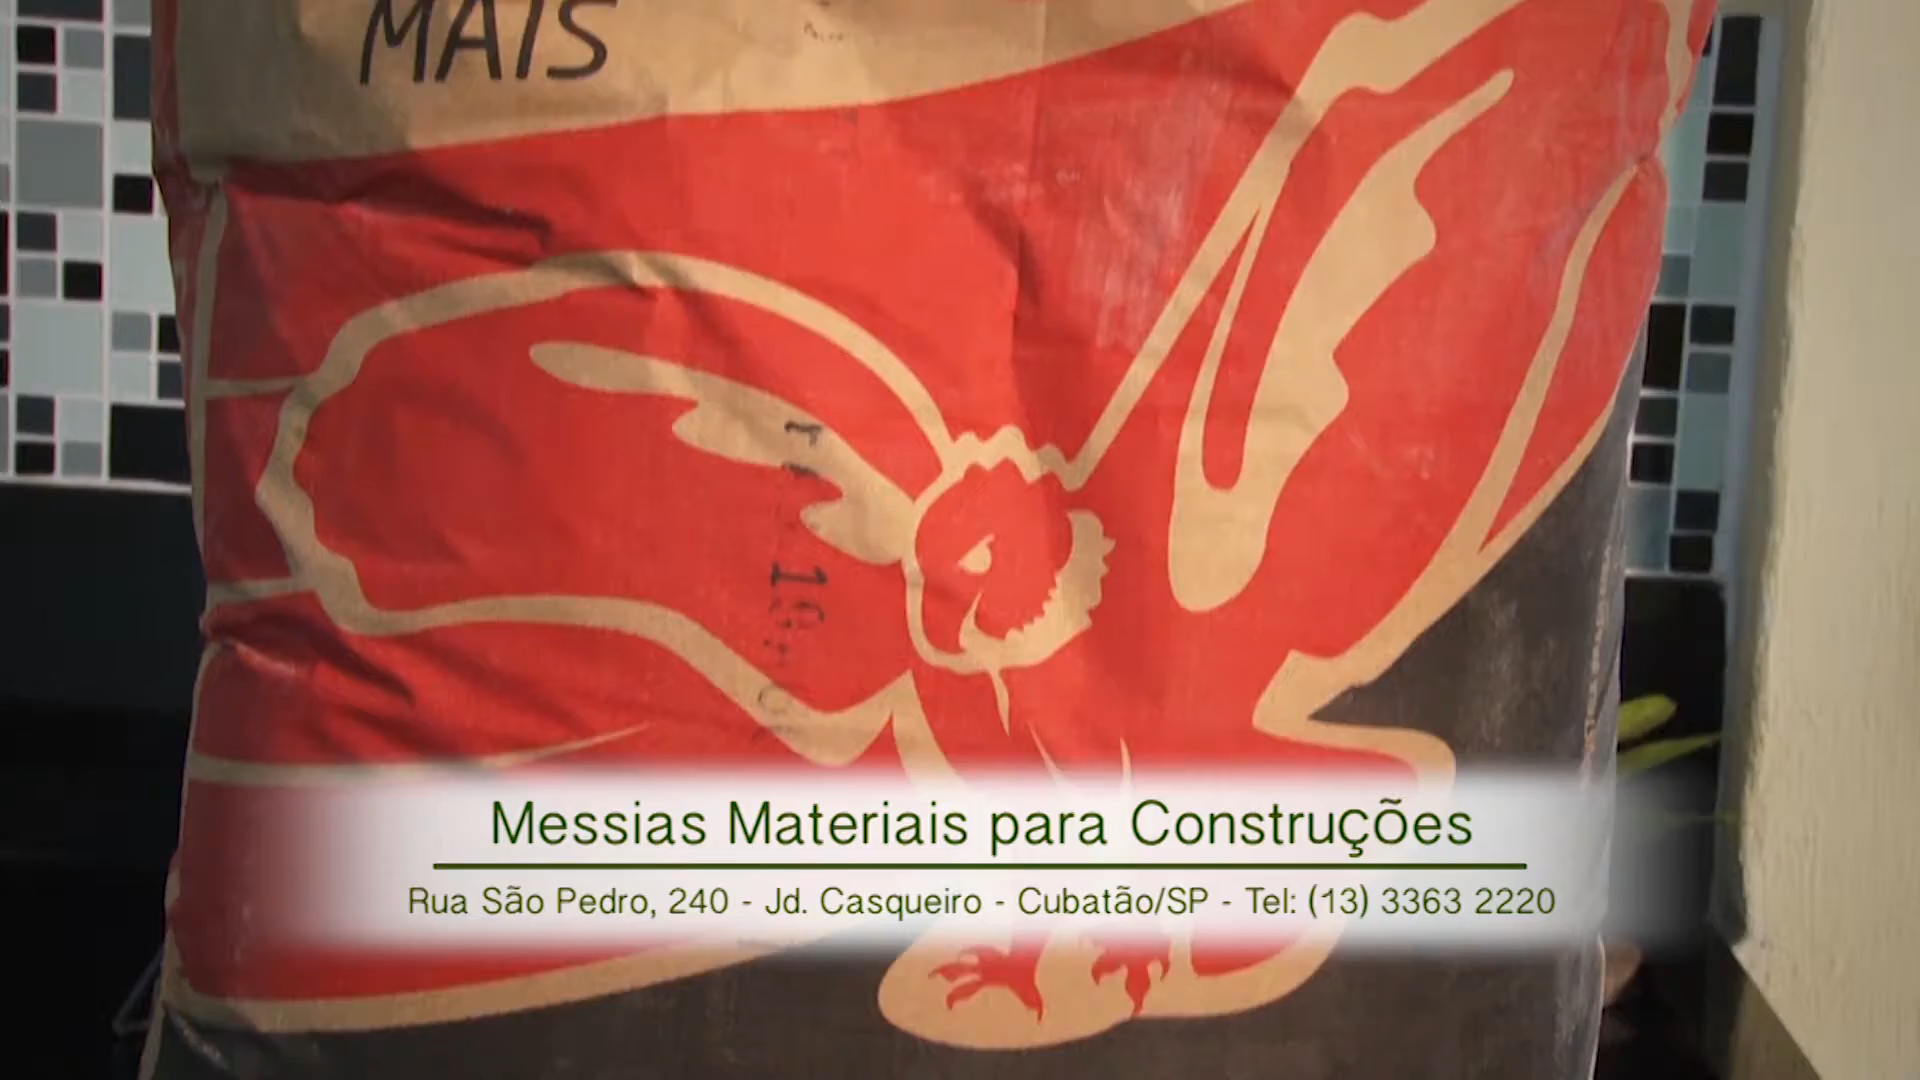 MAIS
Messias Materiais para Construções
Rua São Pedro, 240 - Jd. Casqueiro - Cubatão/SP - Tel: (13) 3363 2220